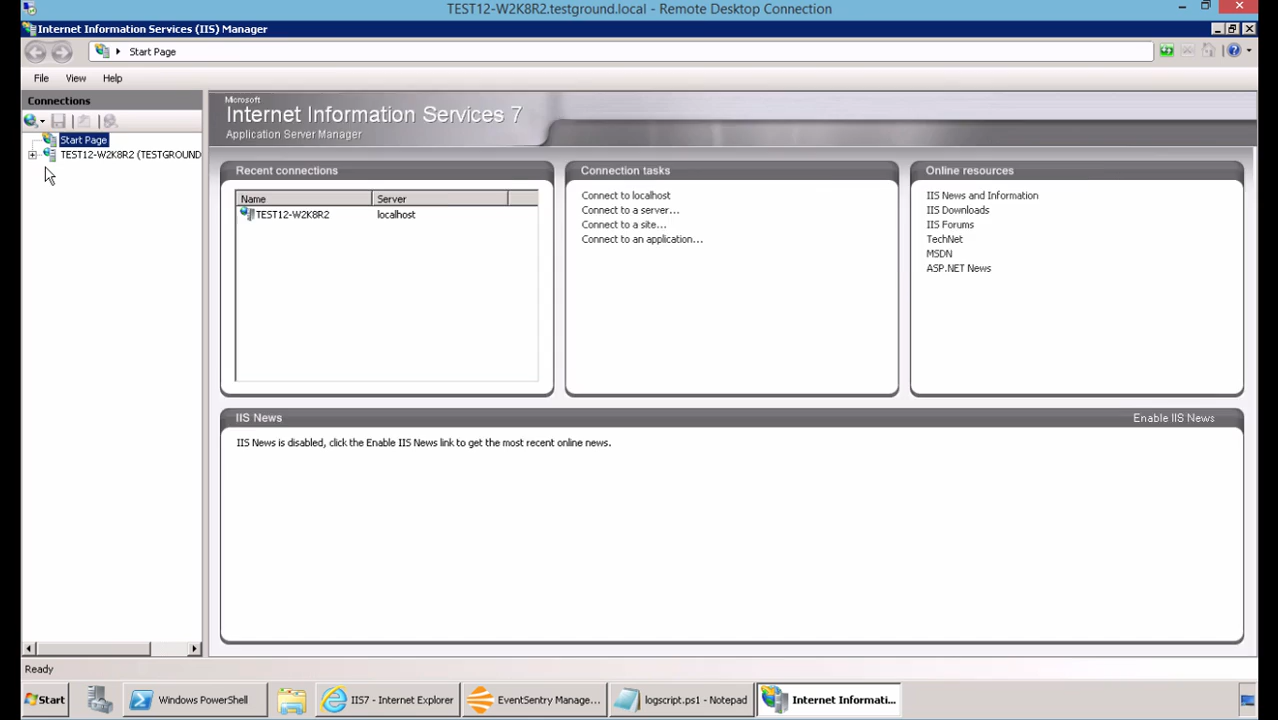 TEST12-W2K8R2.testground.local - Remote Desktop Connection
Internet Information Services (IIS) Manager
Start Page
File View Help
Connections
Start Page
TEST12-W2K8R2 (TESTGROUND
Microsoft
Internet Information Services 7
Application Server Manager
Recent connections
Name Server
TEST12-W2K8R2 localhost
Connection tasks
Connect to localhost
Connect to a server...
Connect to a site...
Connect to an application...
Online resources
IIS News and Information
IIS Downloads
IIS Forums
TechNet
MSDN
ASP.NET News
IIS News Enable IIS News
IIS News is disabled, click the Enable IIS News link to get the most recent online news.
Ready
Start Windows PowerShell IIS7 - Internet Explorer EventSentry Manage... logscript.ps1 - Notepad Internet Informati...